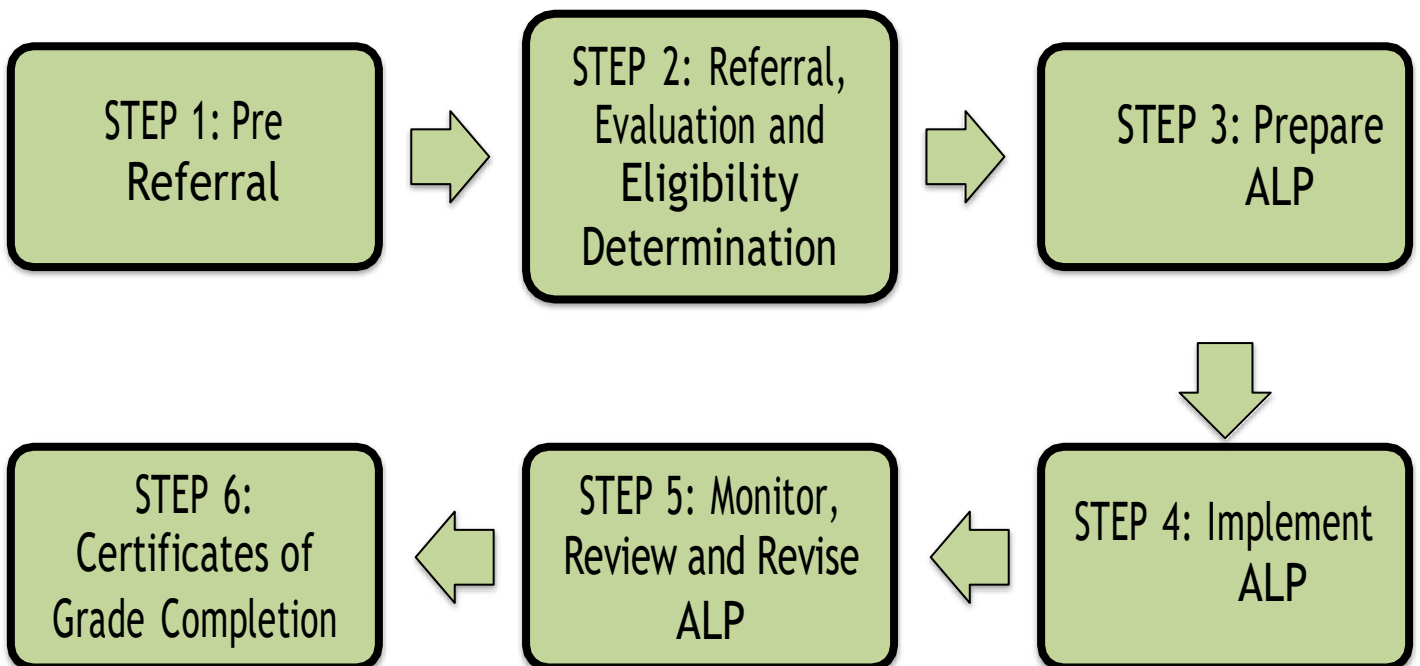 STEP 1: Pre
Referral
STEP 2: Referral,
Evaluation and
Eligibility
Determination
STEP 3: Prepare
ALP
STEP 4: Implement
ALP
STEP 5: Monitor,
Review and Revise
ALP
STEP 6:
Certificates of
Grade Completion